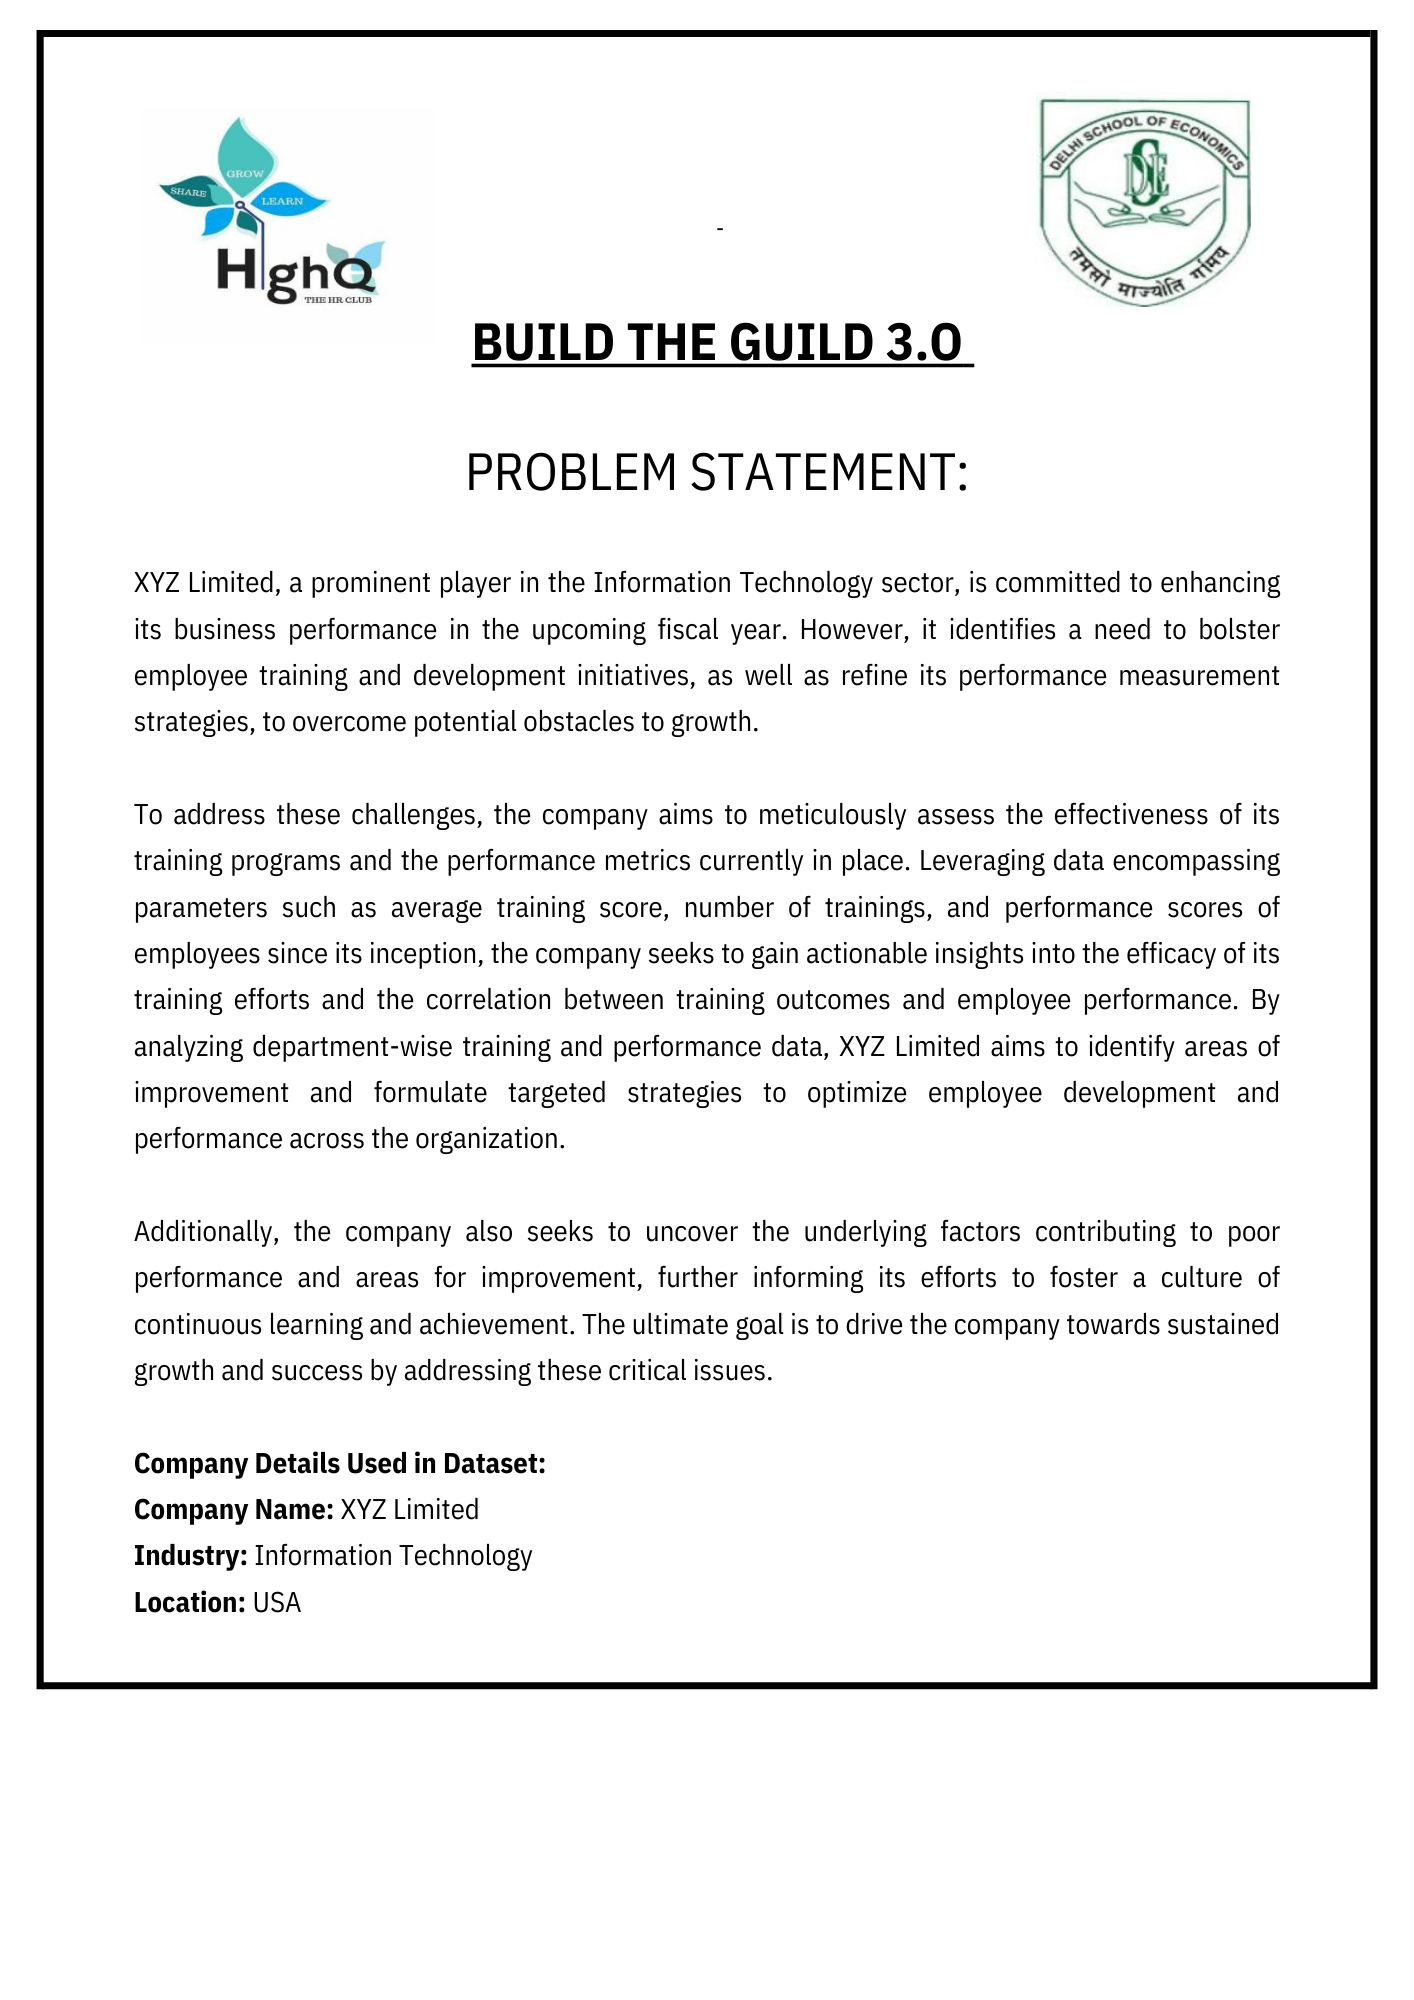 GROW
SHARE
LEARN
HighQ
THE HR CLUB
DELHI SCHOOL OF ECONOMICS
DSE
तमसो माज्योति र्गामय
-
BUILD THE GUILD 3.0
PROBLEM STATEMENT:
XYZ Limited, a prominent player in the Information Technology sector, is committed to enhancing
its business performance in the upcoming fiscal year. However, it identifies a need to bolster
employee training and development initiatives, as well as refine its performance measurement
strategies, to overcome potential obstacles to growth.
To address these challenges, the company aims to meticulously assess the effectiveness of its
training programs and the performance metrics currently in place. Leveraging data encompassing
parameters such as average training score, number of trainings, and performance scores of
employees since its inception, the company seeks to gain actionable insights into the efficacy of its
training efforts and the correlation between training outcomes and employee performance. By
analyzing department-wise training and performance data, XYZ Limited aims to identify areas of
improvement and formulate targeted strategies to optimize employee development and
performance across the organization.
Additionally, the company also seeks to uncover the underlying factors contributing to poor
performance and areas for improvement, further informing its efforts to foster a culture of
continuous learning and achievement. The ultimate goal is to drive the company towards sustained
growth and success by addressing these critical issues.
Company Details Used in Dataset:
Company Name: XYZ Limited
Industry: Information Technology
Location: USA